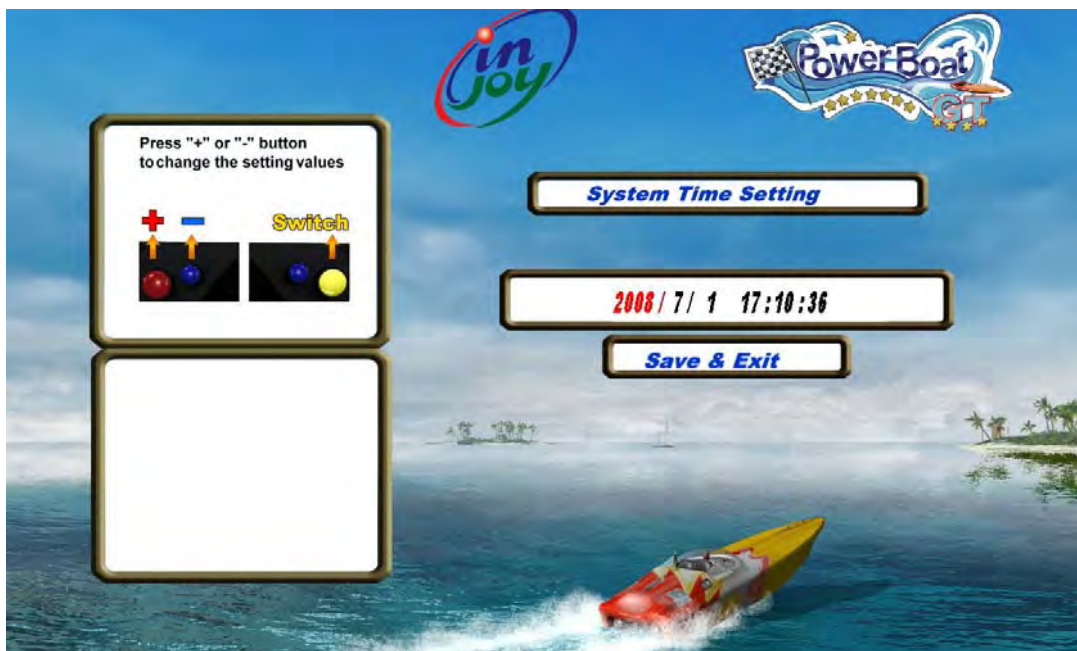 in
joy
PowerBoat
GT
Press "+" or "-" button
to change the setting values
+ - Switch
System Time Setting
2008/ 7/ 1 17:10:36
Save & Exit